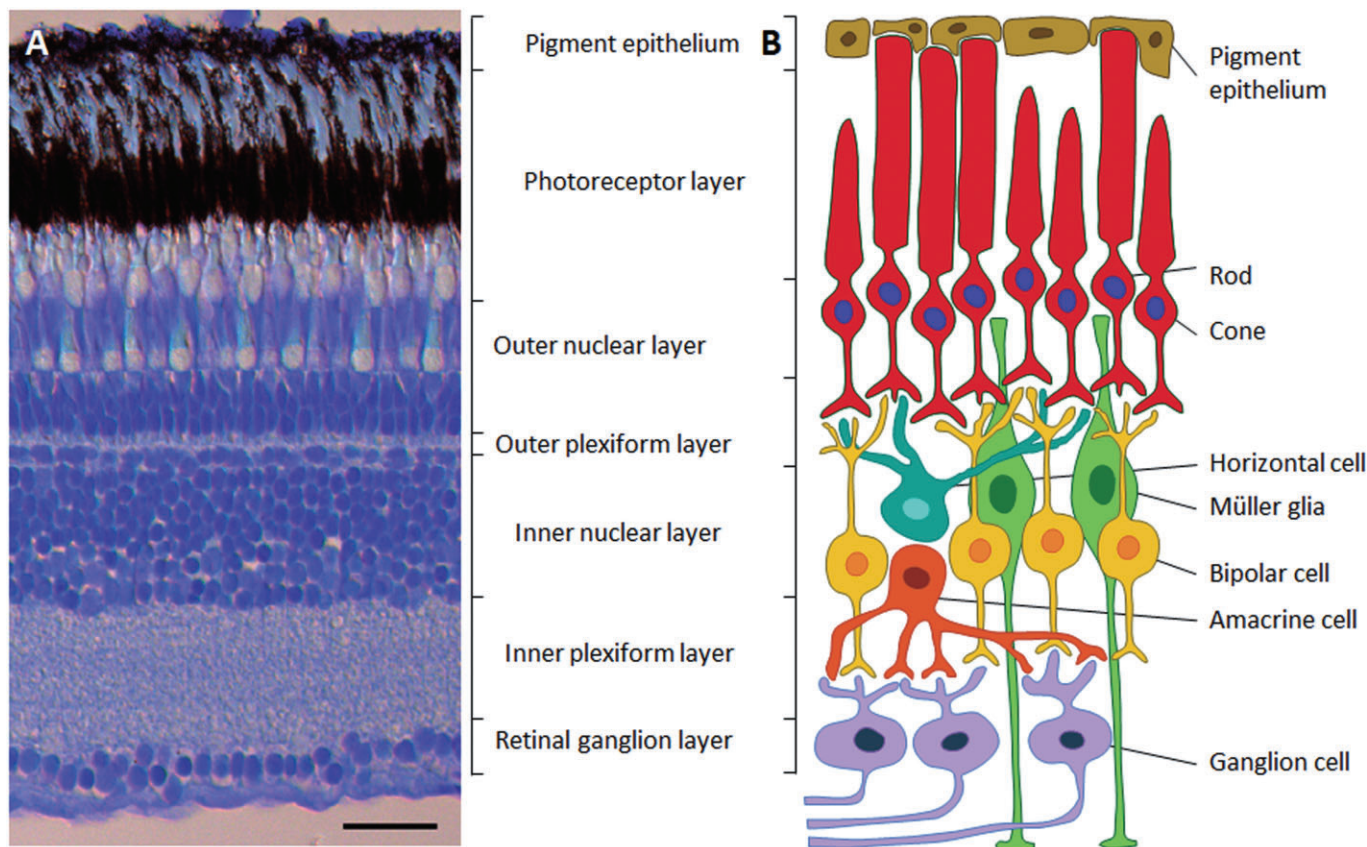 A
Pigment epithelium
Photoreceptor layer
Outer nuclear layer
Outer plexiform layer
Inner nuclear layer
Inner plexiform layer
Retinal ganglion layer
B
Pigment
epithelium
Rod
Cone
Horizontal cell
Müller glia
Bipolar cell
Amacrine cell
Ganglion cell